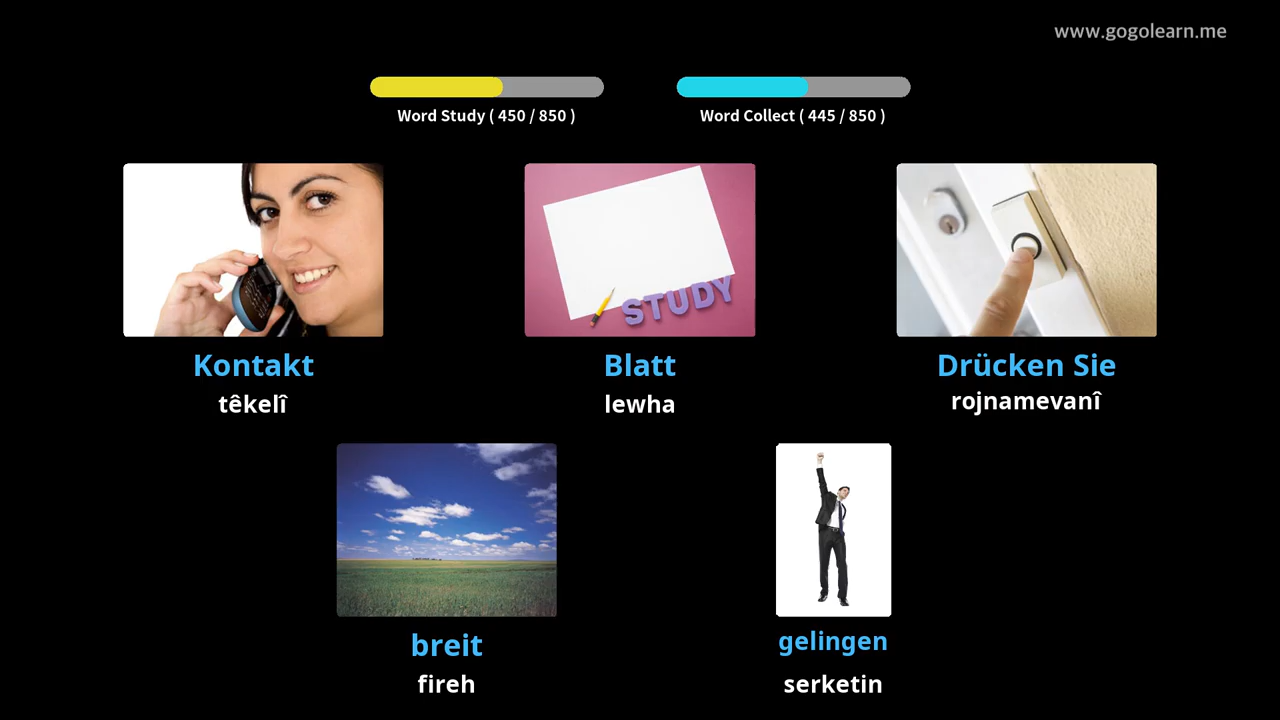 www.gogolearn.me
Word Study ( 450 / 850 )
Word Collect ( 445 / 850 )
STUDY
Kontakt
têkelî
Blatt
lewha
Drücken Sie
rojnamevanî
breit
fireh
gelingen
serketin